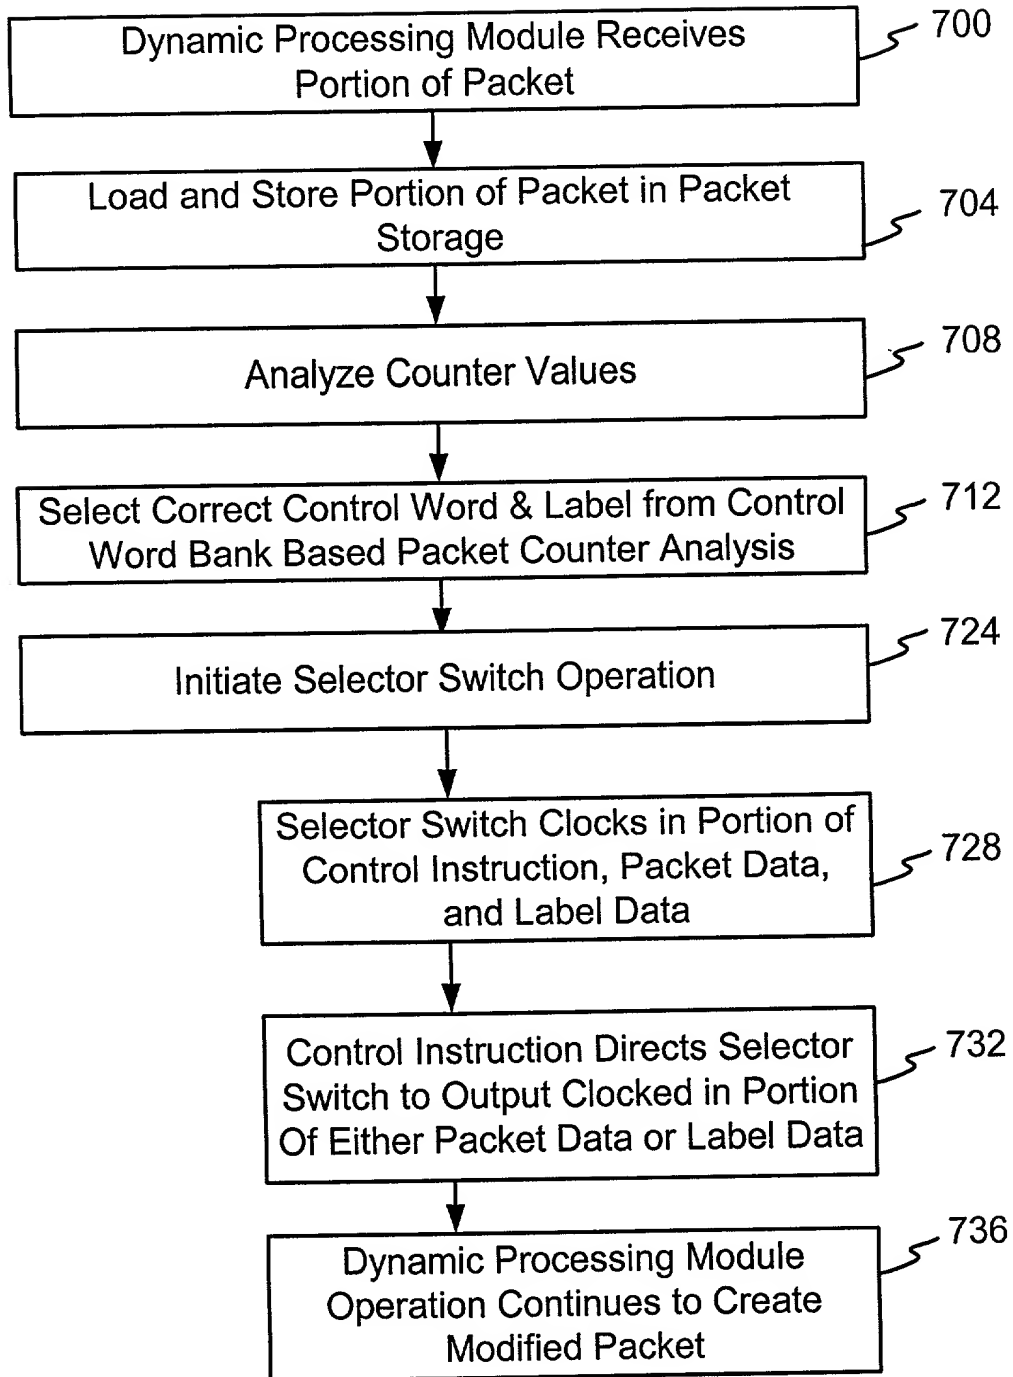 Dynamic Processing Module Receives
Portion of Packet
700
Load and Store Portion of Packet in Packet
Storage
704
Analyze Counter Values
708
Select Correct Control Word & Label from Control
Word Bank Based Packet Counter Analysis
712
Initiate Selector Switch Operation
724
Selector Switch Clocks in Portion of
Control Instruction, Packet Data,
and Label Data
728
Control Instruction Directs Selector
Switch to Output Clocked in Portion
Of Either Packet Data or Label Data
732
Dynamic Processing Module
Operation Continues to Create
Modified Packet
736